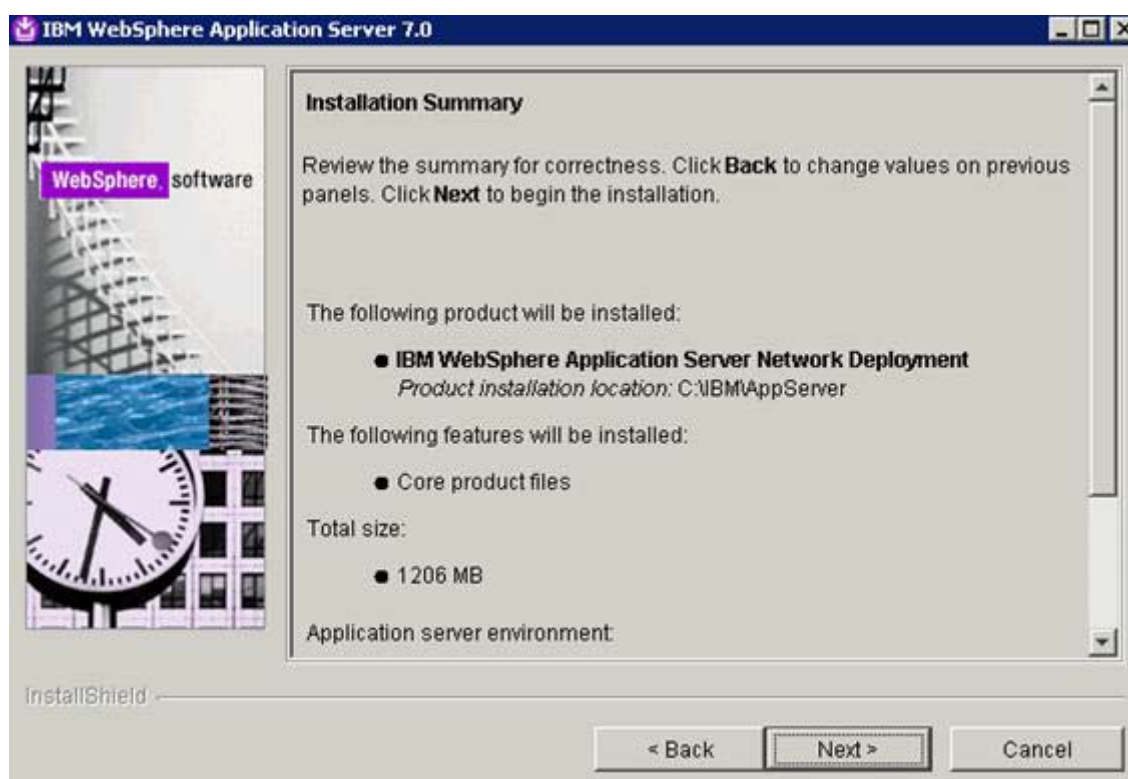 IBM WebSphere Application Server 7.0
WebSphere. software
Installation Summary
Review the summary for correctness. Click Back to change values on previous
panels. Click Next to begin the installation.
The following product will be installed:
● IBM WebSphere Application Server Network Deployment
Product installation location: C:\IBM\AppServer
The following features will be installed:
● Core product files
Total size:
● 1206 MB
Application server environment:
InstallShield
< Back
Next >
Cancel